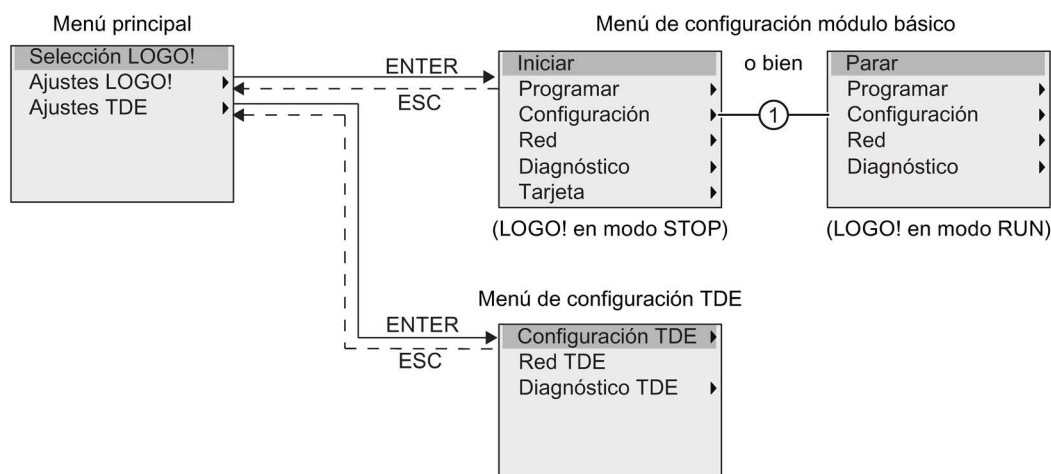 Menú principal
Selección LOGO!
Ajustes LOGO!
Ajustes TDE
ENTER
ESC
Menú de configuración módulo básico
Iniciar
Programar
Configuración
Red
Diagnóstico
Tarjeta
(LOGO! en modo STOP)
o bien
1
Parar
Programar
Configuración
Red
Diagnóstico
(LOGO! en modo RUN)
ENTER
ESC
Menú de configuración TDE
Configuración TDE
Red TDE
Diagnóstico TDE